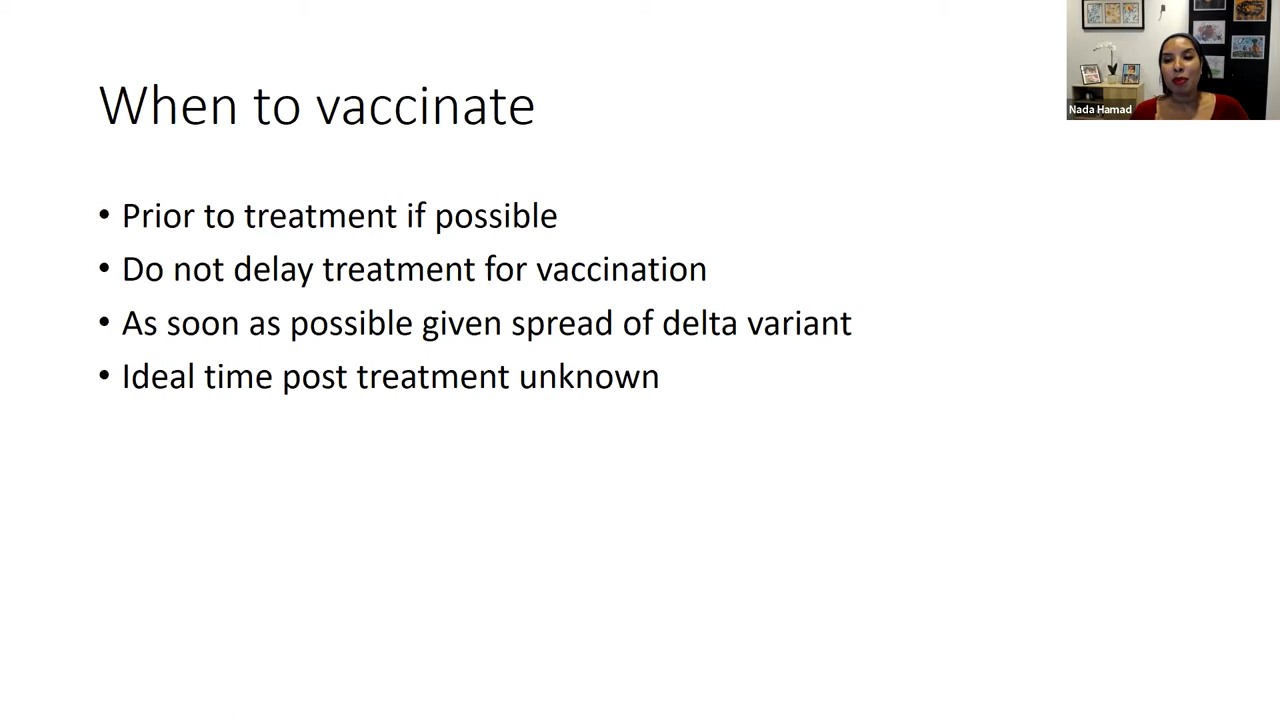 When to vaccinate
• Prior to treatment if possible
• Do not delay treatment for vaccination
• As soon as possible given spread of delta variant
• Ideal time post treatment unknown
Nada Hamad